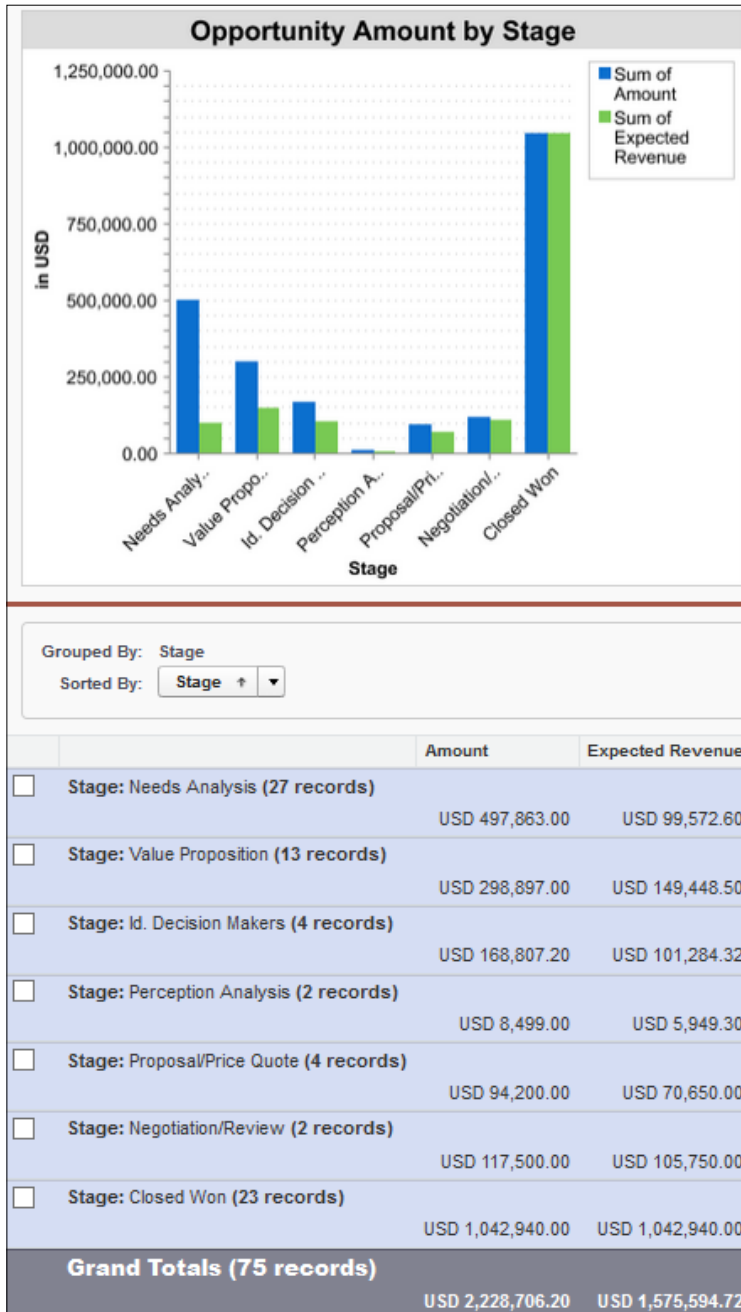 Opportunity Amount by Stage
1,250,000.00
1,000,000.00
750,000.00
500,000.00
250,000.00
0.00
in USD
Needs Analy..
Value Propo..
Id. Decision ..
Perception A..
Proposal/Pri..
Negotiation/..
Closed Won
Stage
Sum of
Amount
Sum of
Expected
Revenue
Grouped By: Stage
Sorted By: Stage
Amount Expected Revenue
Stage: Needs Analysis (27 records)
USD 497,863.00 USD 99,572.60
Stage: Value Proposition (13 records)
USD 298,897.00 USD 149,448.50
Stage: Id. Decision Makers (4 records)
USD 168,807.20 USD 101,284.32
Stage: Perception Analysis (2 records)
USD 8,499.00 USD 5,949.30
Stage: Proposal/Price Quote (4 records)
USD 94,200.00 USD 70,650.00
Stage: Negotiation/Review (2 records)
USD 117,500.00 USD 105,750.00
Stage: Closed Won (23 records)
USD 1,042,940.00 USD 1,042,940.00
Grand Totals (75 records)
USD 2,228,706.20 USD 1,575,594.72